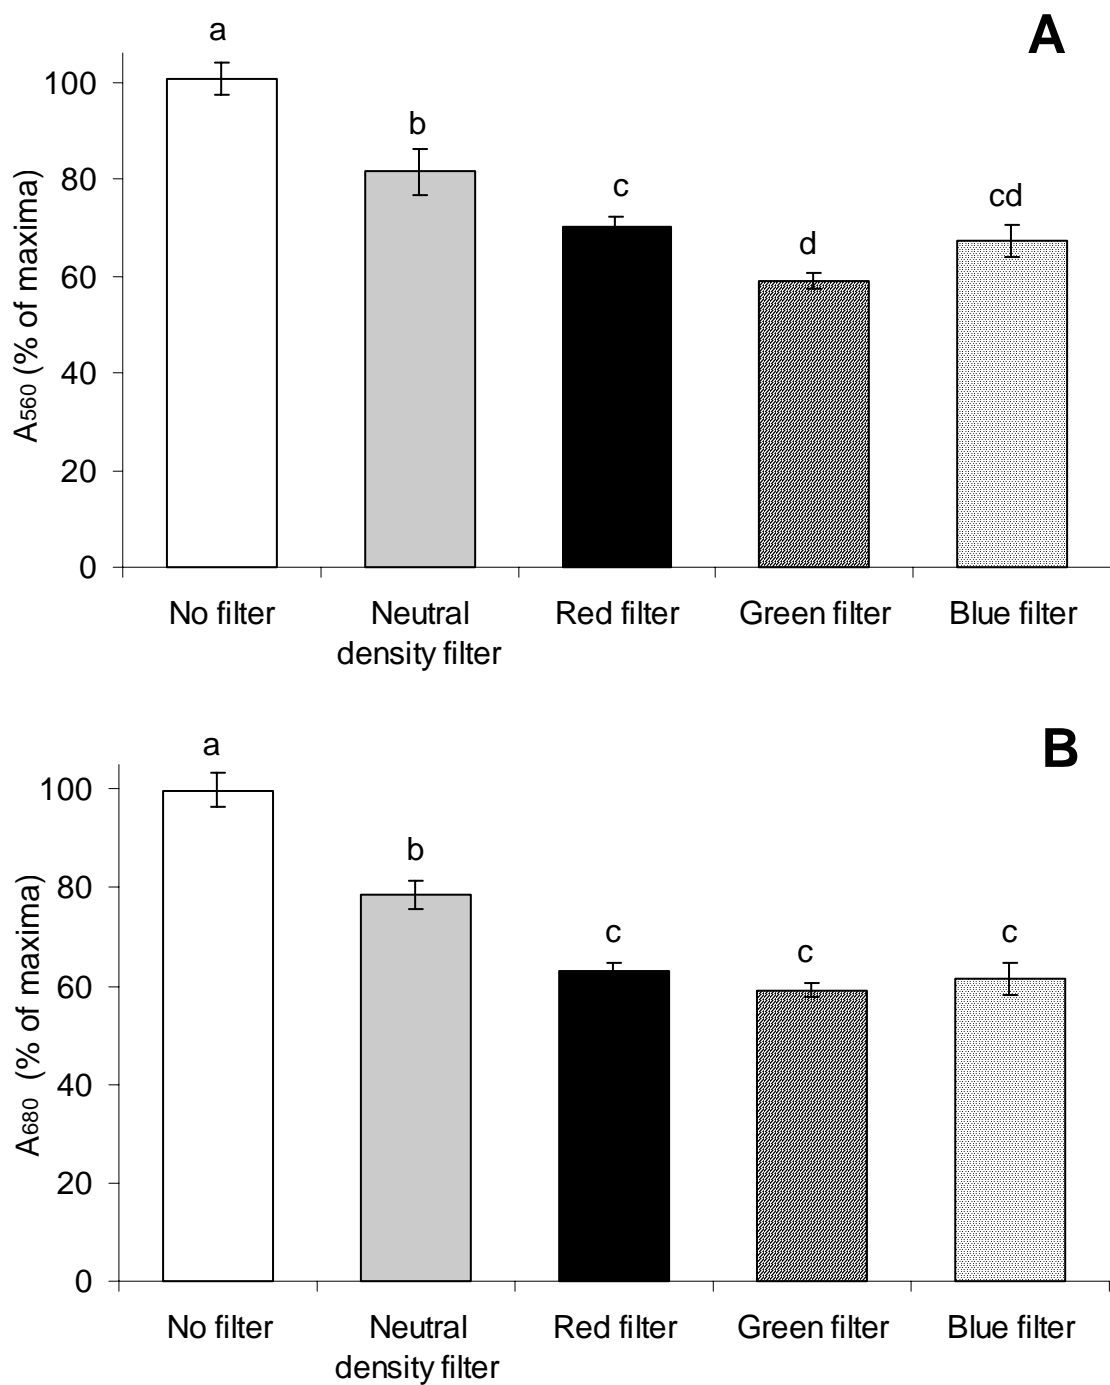 A
a
b
c
d
cd
100
80
60
40
20
0
A560 (% of maxima)
No filter
Neutral density filter
Red filter
Green filter
Blue filter
B
a
b
c
c
c
100
80
60
40
20
0
A680 (% of maxima)
No filter
Neutral
density filter
Red filter
Green filter
Blue filter